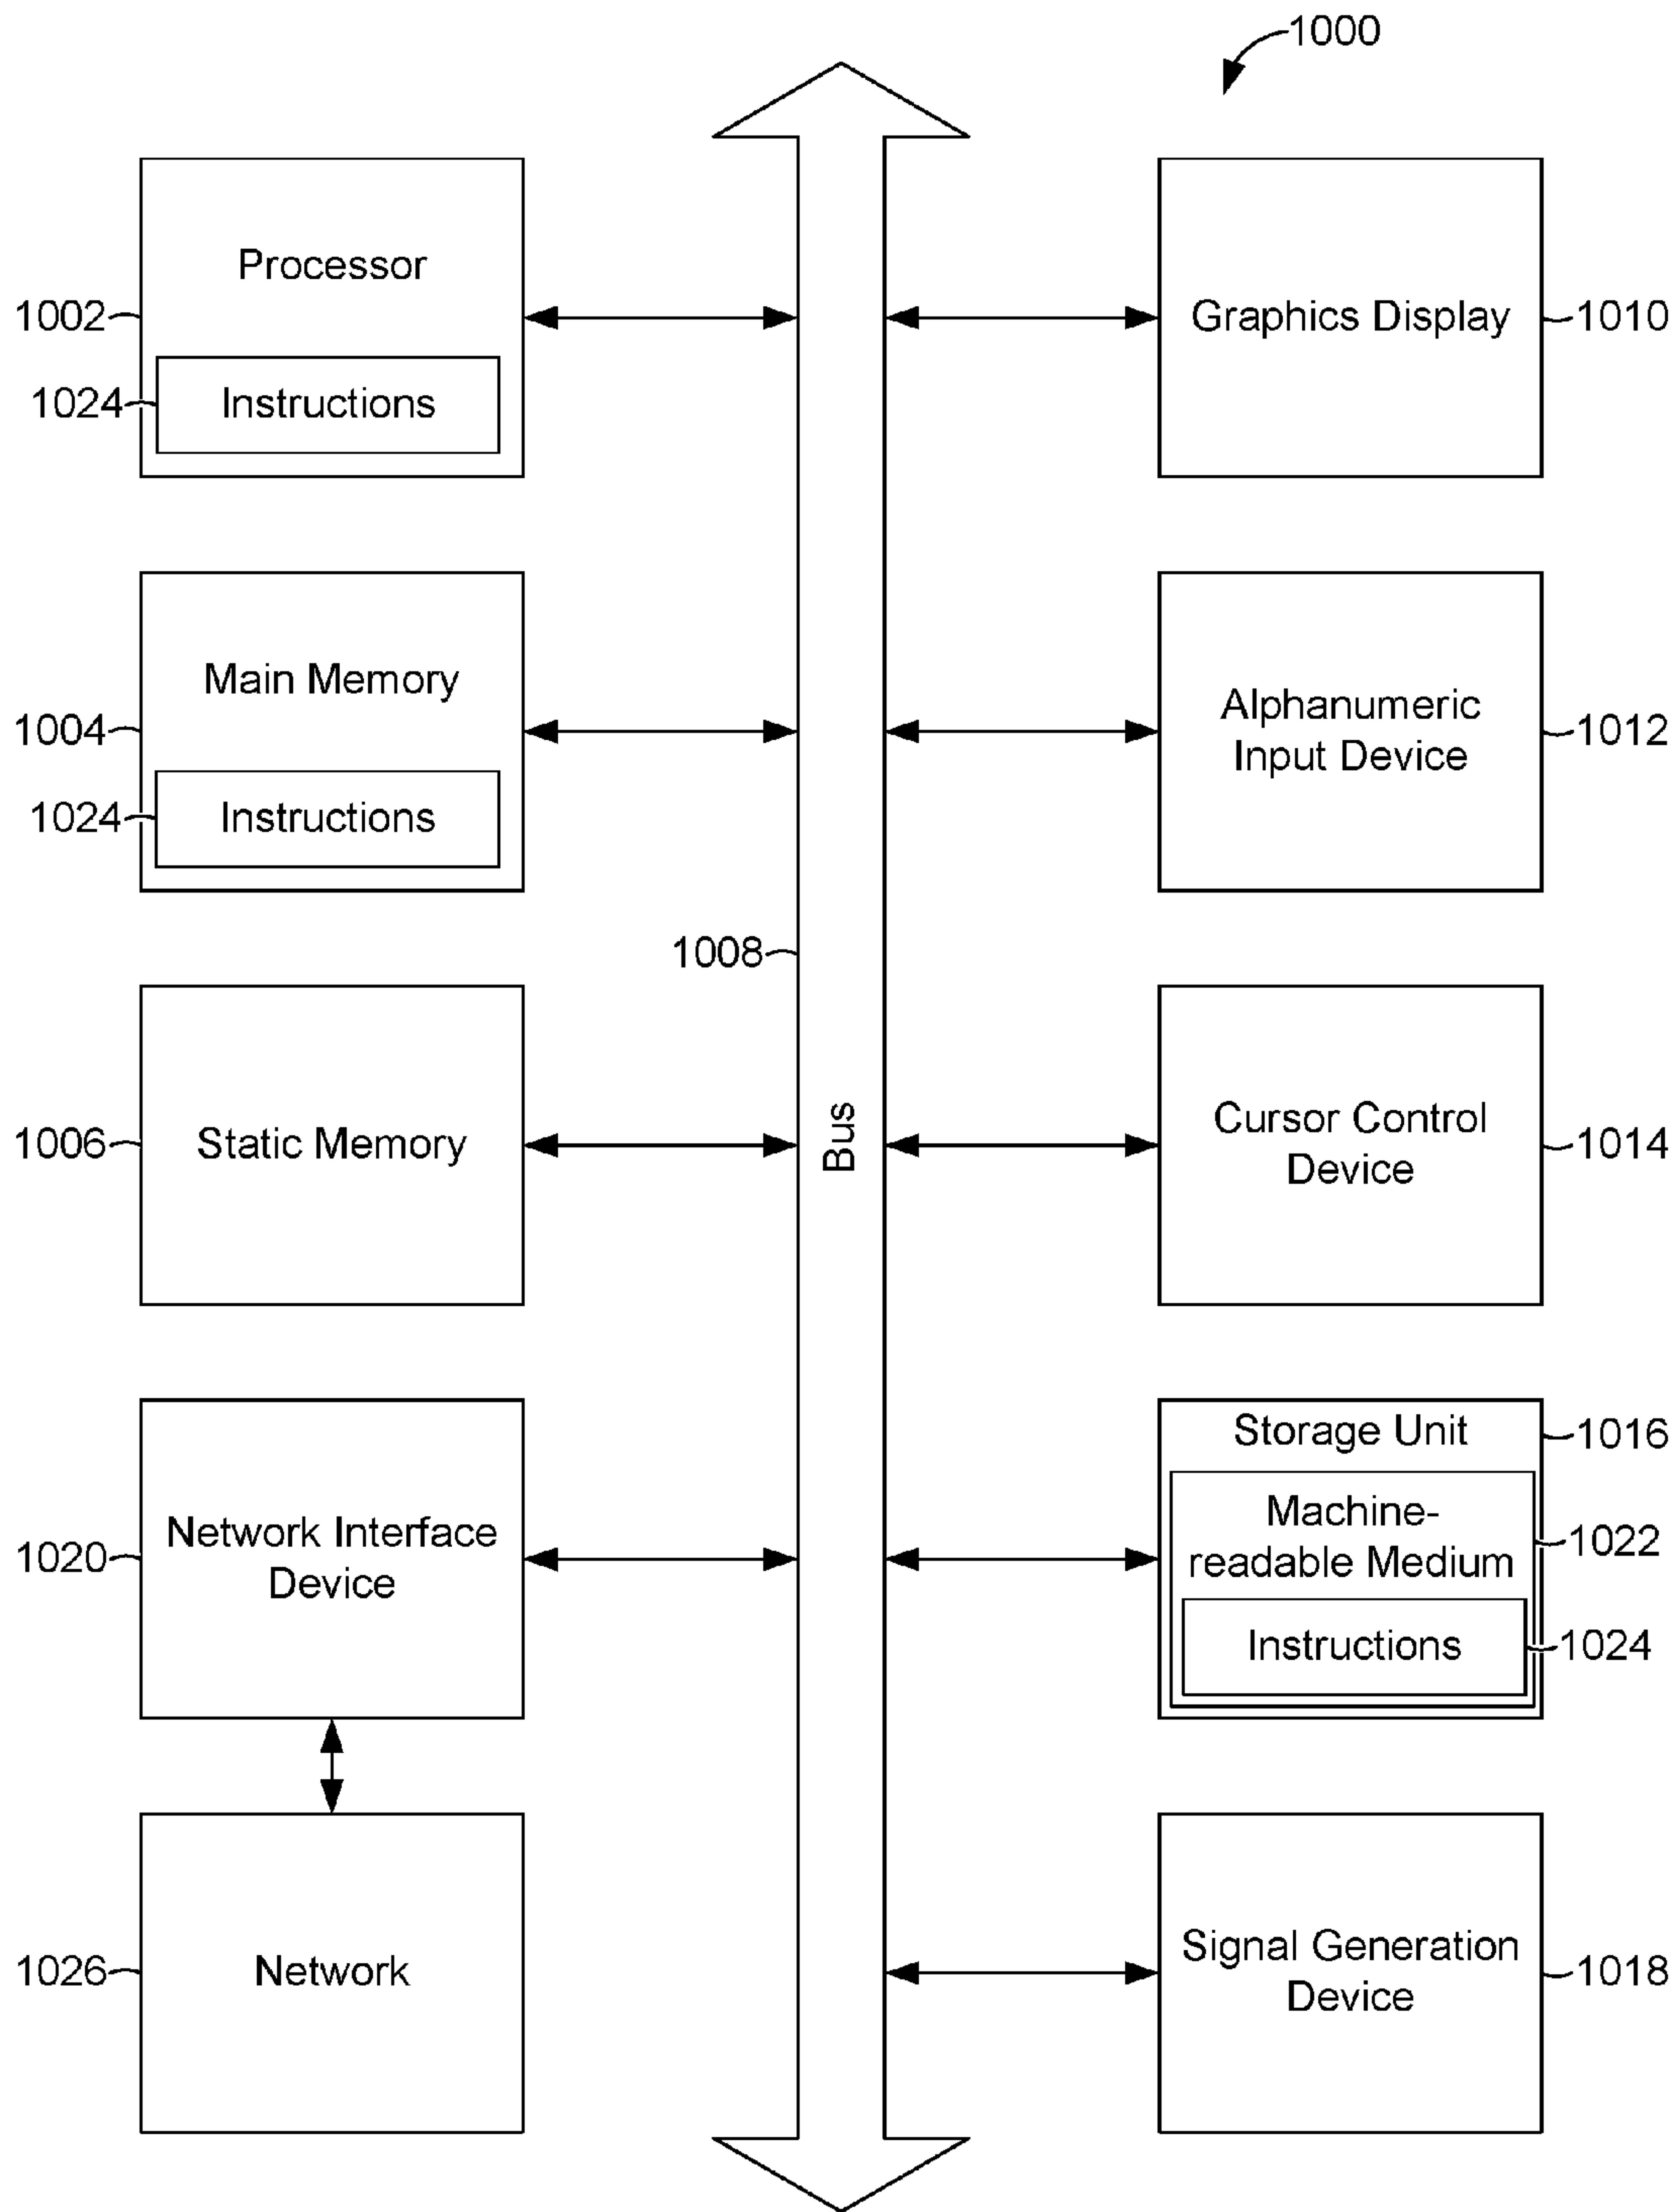 1000
Processor
1002
1024
Instructions
Graphics Display
1010
Main Memory
1004
1024
Instructions
Alphanumeric
Input Device
1012
1008
Bus
Static Memory
1006
Cursor Control
Device
1014
Network Interface
Device
1020
Storage Unit
1016
Machine-
readable Medium
1022
Instructions
1024
Network
1026
Signal Generation
Device
1018